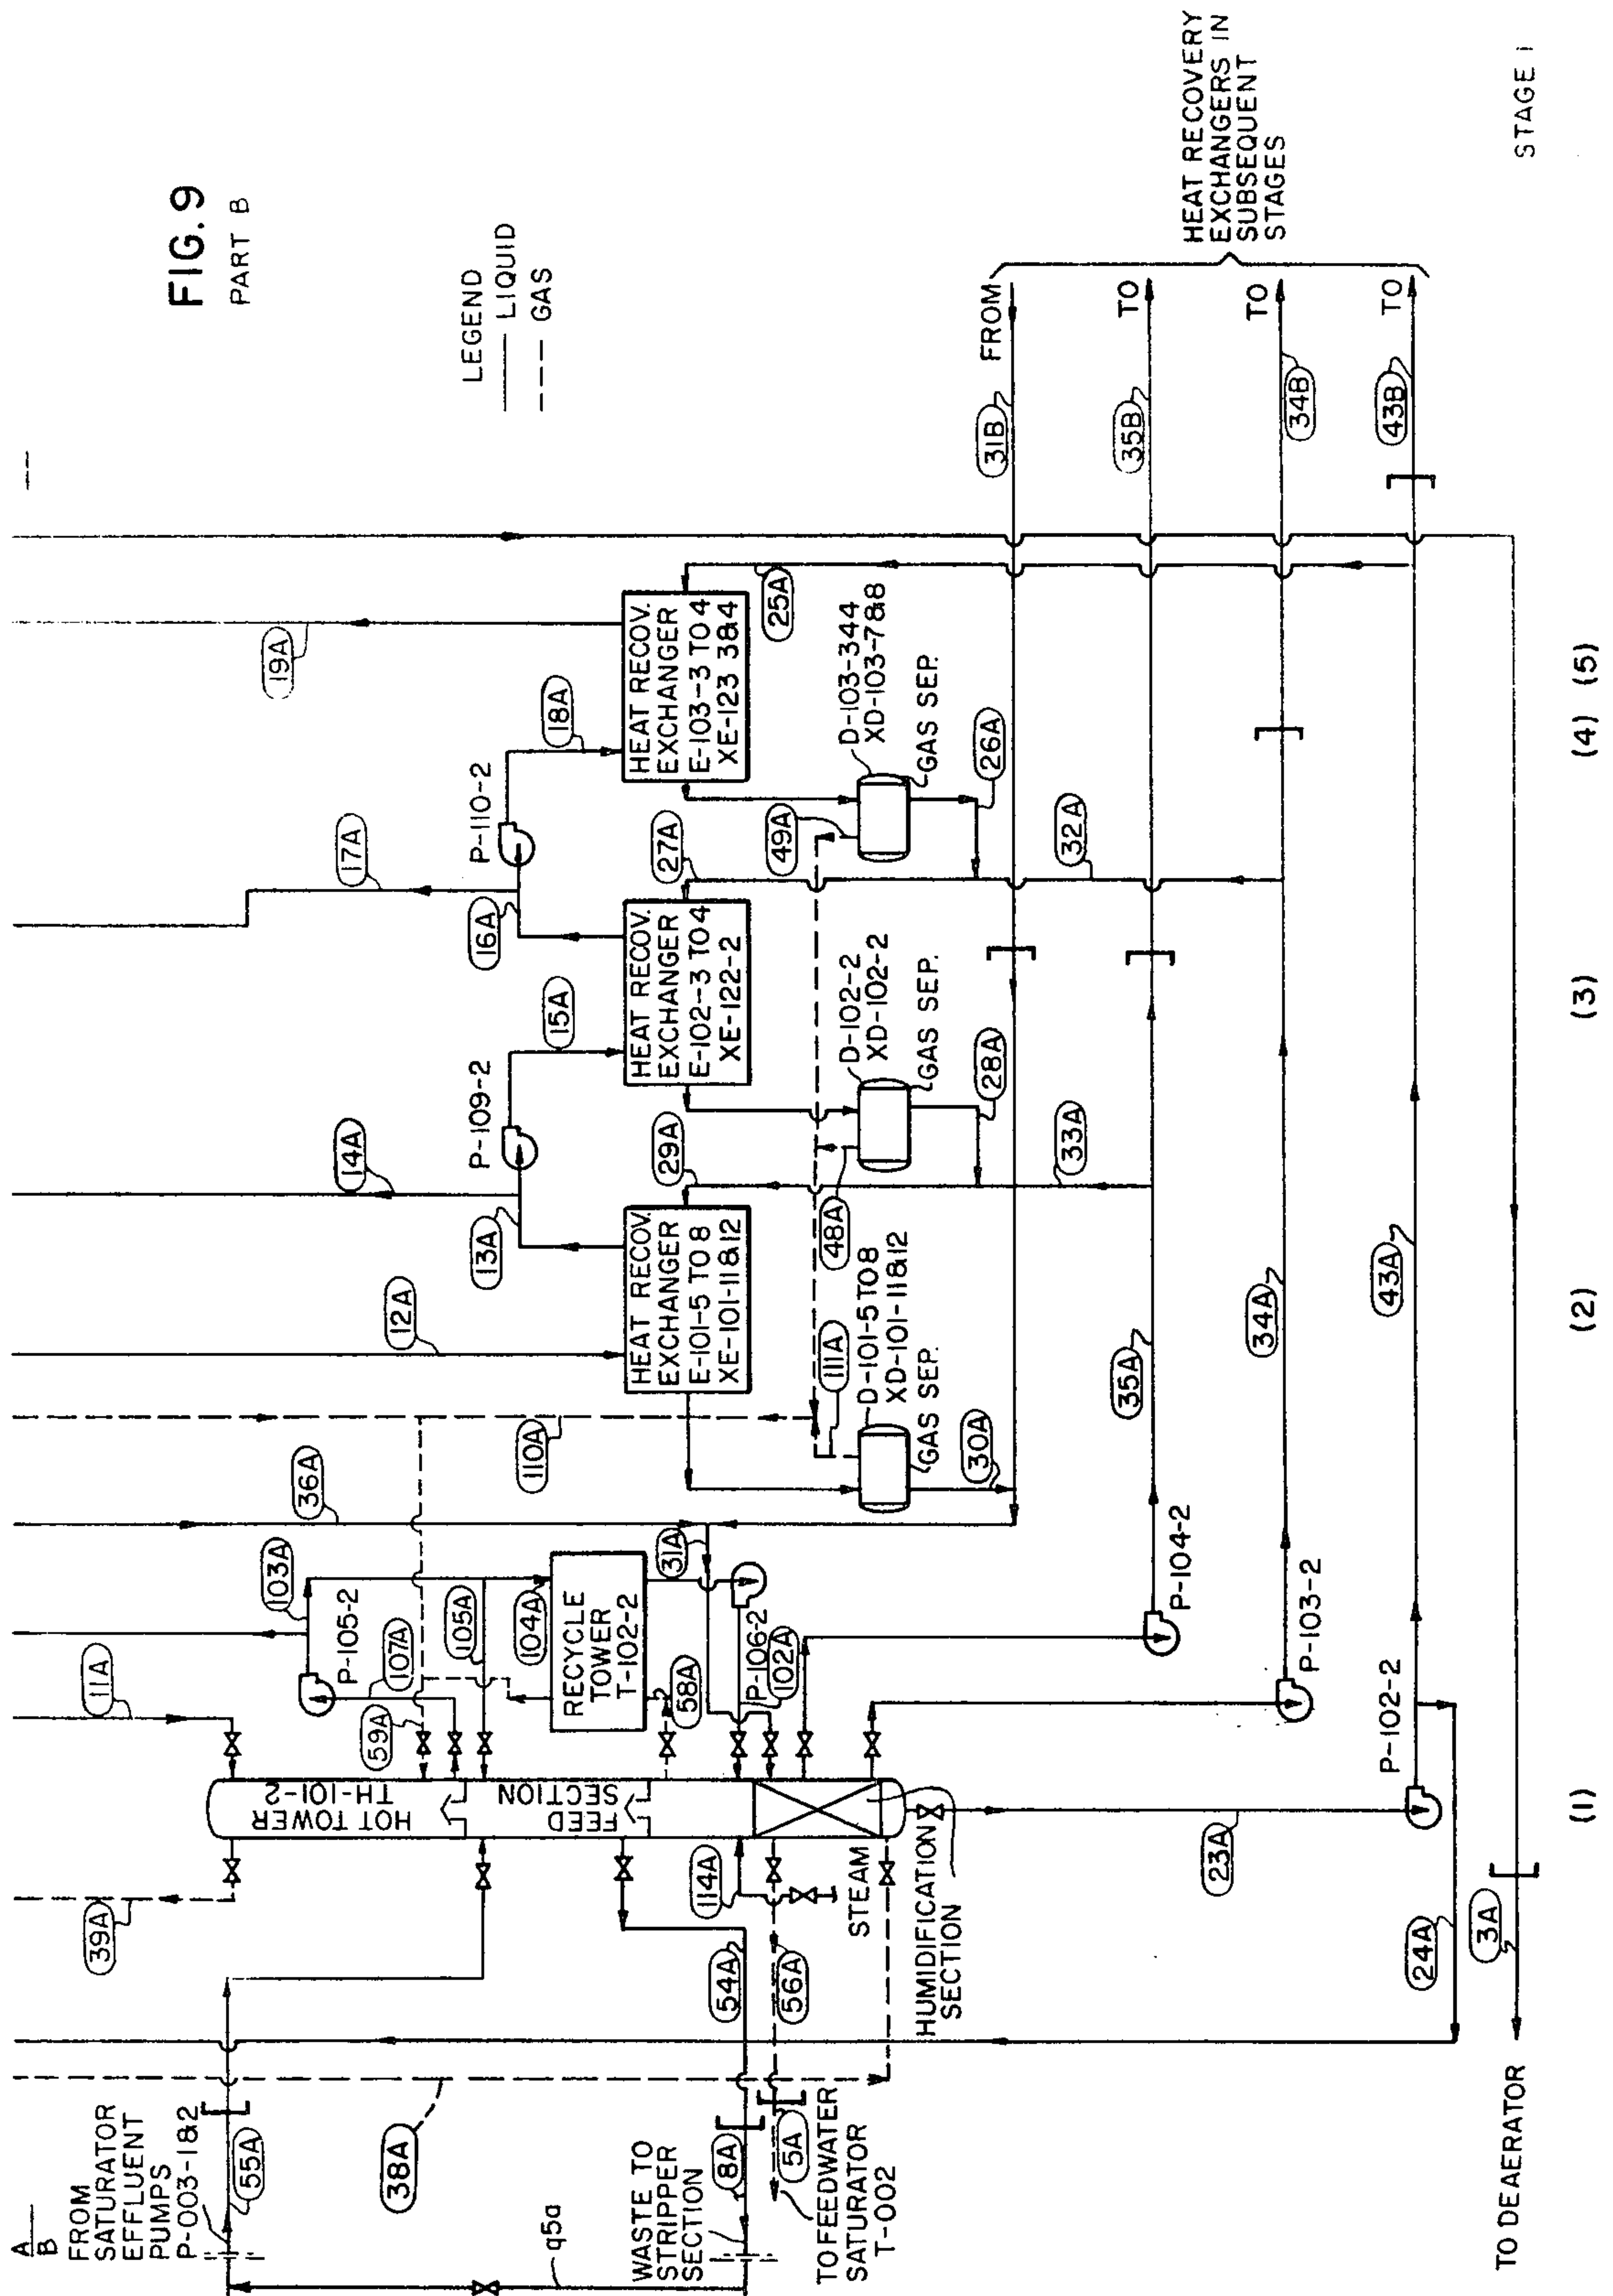 FIG. 9
PART B
LEGEND
LIQUID
GAS
A
B
FROM
SATURATOR
EFFLUENT
PUMPS
P-003-1&2
55A
38A
q5a
WASTE TO
STRIPPER
SECTION
8A
5A
TO FEEDWATER
SATURATOR
T-002
TO DEAERATOR
3A
24A
39A
54A
56A
114A
STEAM
HUMIDIFICATION
SECTION
23A
HOT TOWER
TH-101-2
FEED
SECTION
11A
59A
107A
P-105-2
103A
105A
104A
RECYCLE
TOWER
T-102-2
58A
P-106-2
102A
31A
36A
110A
P-102-2
P-103-2
P-104-2
12A
13A
14A
HEAT RECOV.
EXCHANGER
E-101-5 TO 8
XE-101-11&12
29A
111A
D-101-5 TO 8
XD-101-11&12
GAS SEP.
30A
48A
35A
34A
43A
33A
P-109-2
15A
16A
17A
HEAT RECOV.
EXCHANGER
E-102-3 TO 4
XE-122-2
27A
D-102-2
XD-102-2
GAS SEP.
28A
32A
P-110-2
18A
19A
HEAT RECOV.
EXCHANGER
E-103-3 TO 4
XE-123 3&4
25A
49A
D-103-344
XD-103-7&8
GAS SEP.
26A
31B
FROM
35B
TO
34B
TO
43B
TO
HEAT RECOVERY
EXCHANGERS IN
SUBSEQUENT
STAGES
STAGE 1
(1) (2) (3) (4) (5)